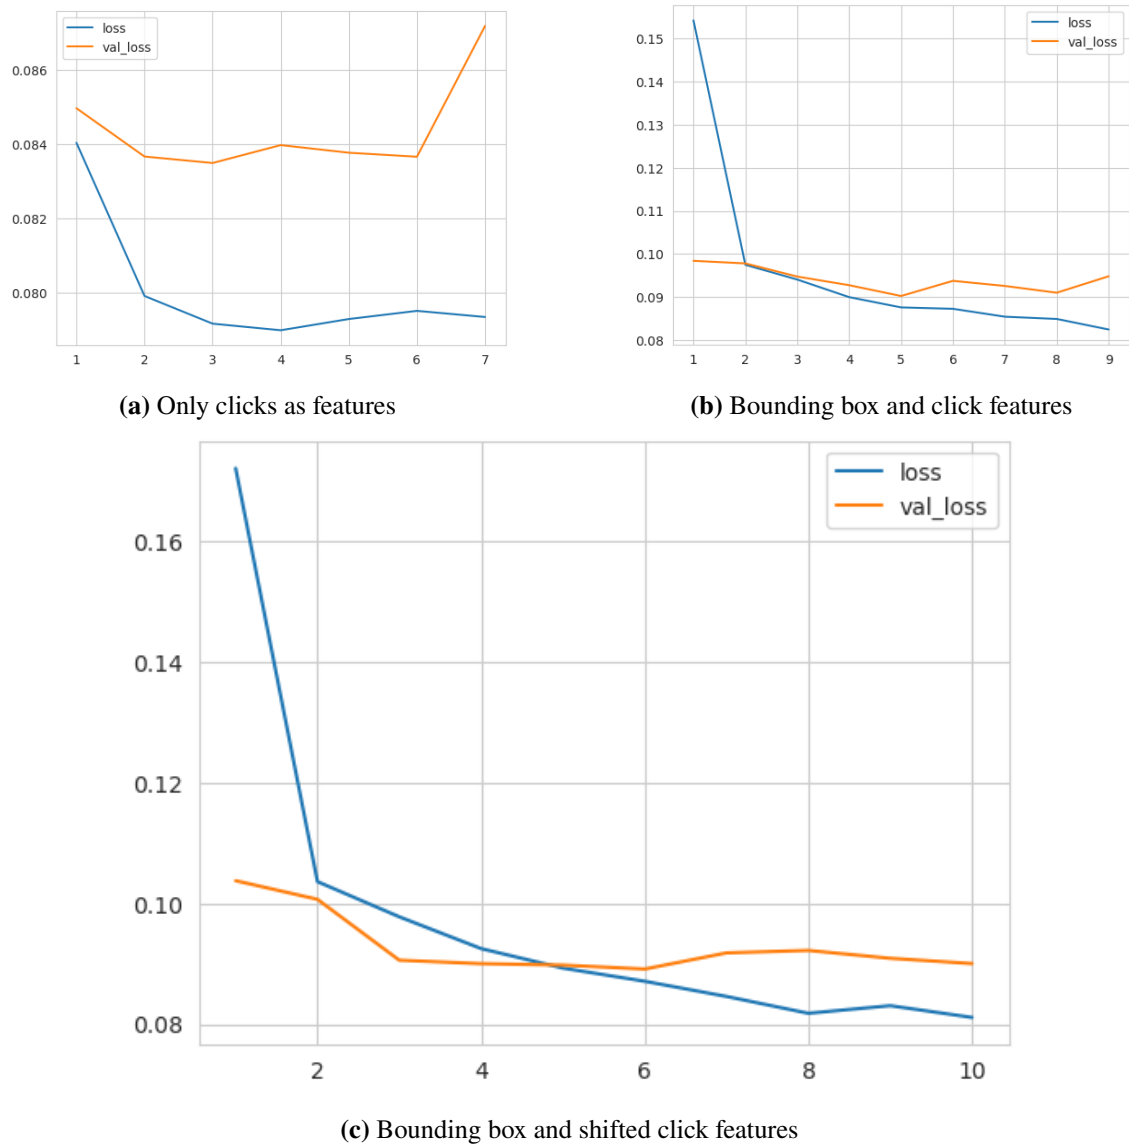 loss
val_loss
0.086
0.084
0.082
0.080
1 2 3 4 5 6 7
(a) Only clicks as features
loss
val_loss
0.15
0.14
0.13
0.12
0.11
0.10
0.09
0.08
1 2 3 4 5 6 7 8 9
(b) Bounding box and click features
loss
val_loss
0.16
0.14
0.12
0.10
0.08
2 4 6 8 10
(c) Bounding box and shifted click features